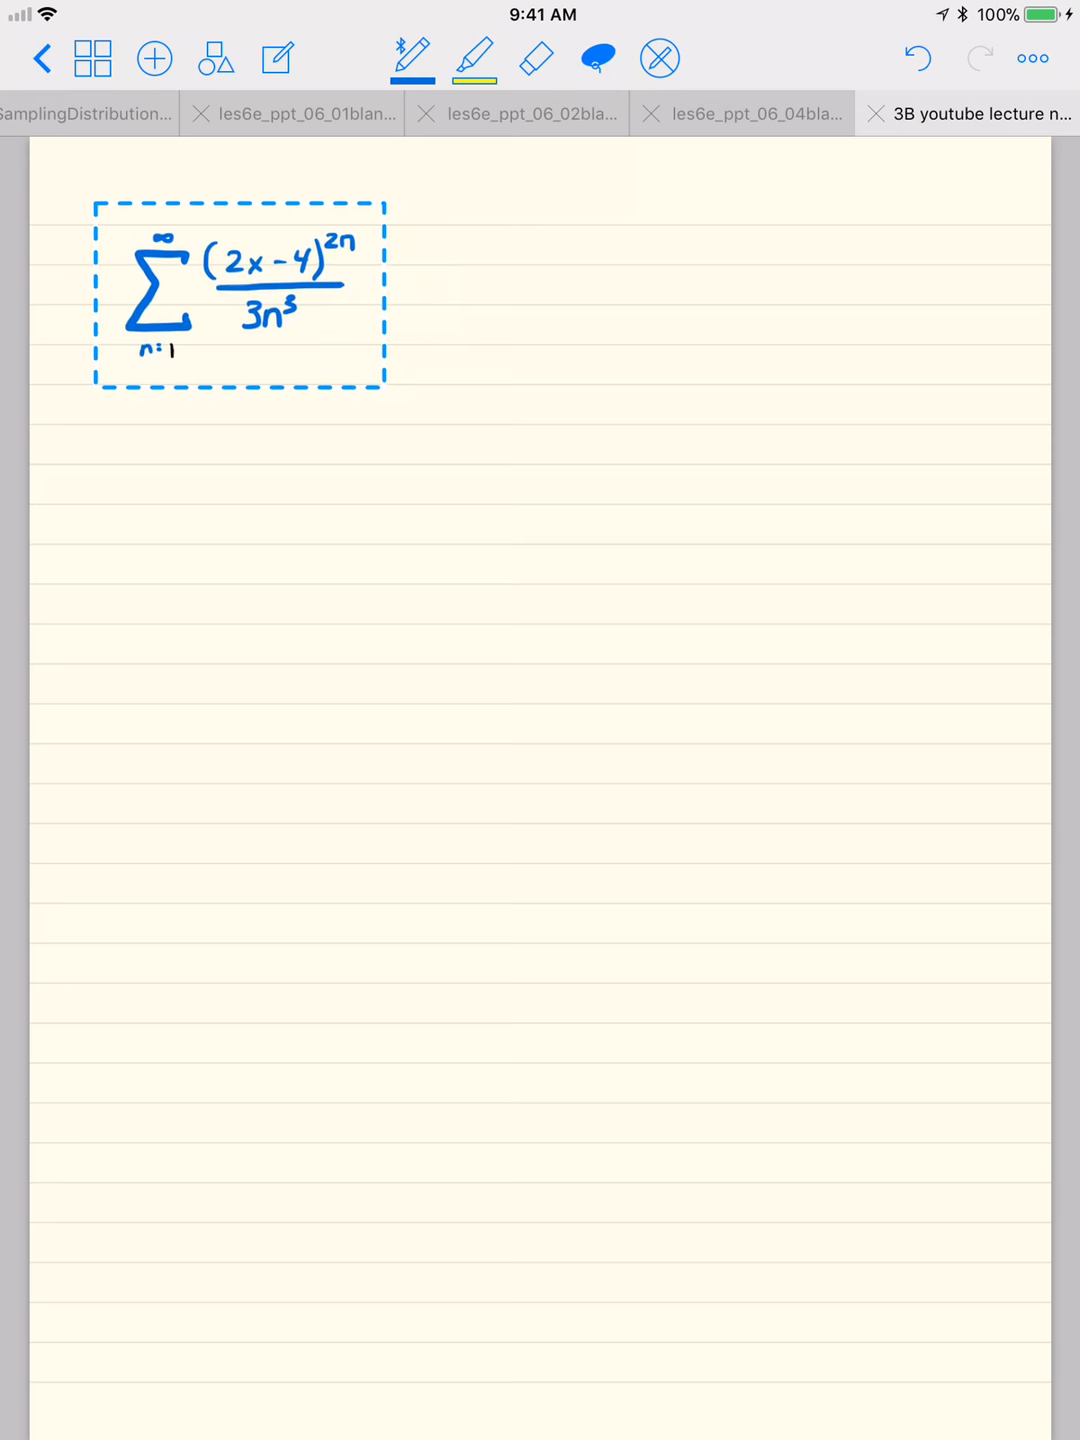 9:41 AM
100%
SamplingDistribution...
les6e_ppt_06_01blan...
les6e_ppt_06_02bla...
les6e_ppt_06_04bla...
3B youtube lecture n...
∞
∑ (2x-4)^2n
3n^3
n=1